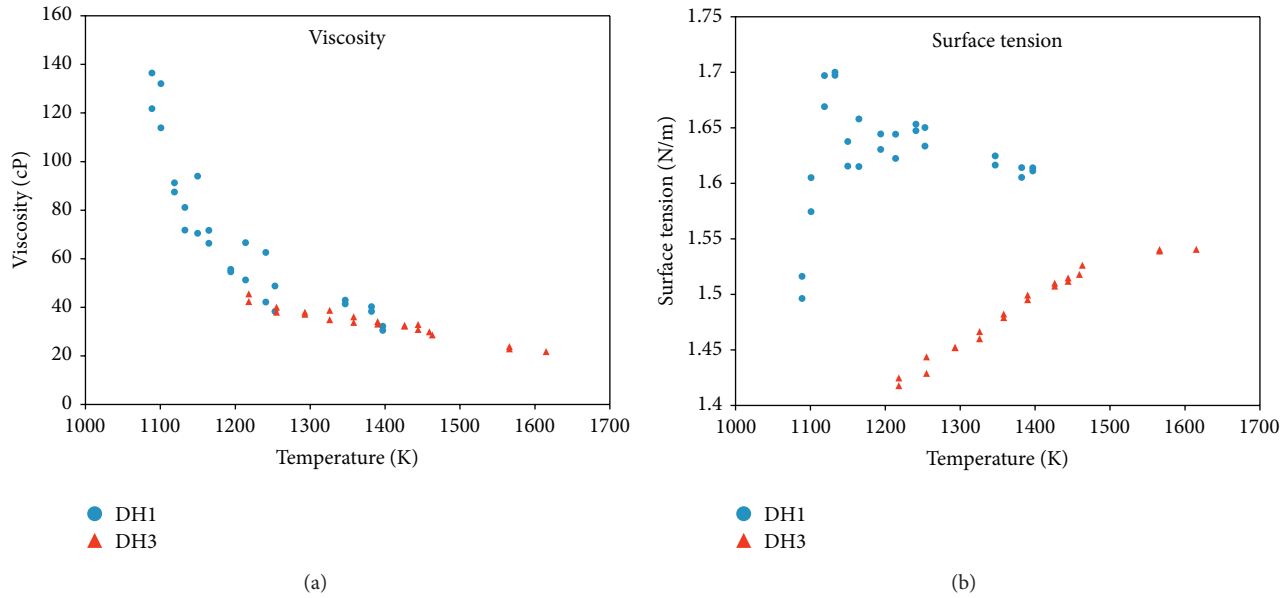 Viscosity
160
140
120
100
80
60
40
20
0
Viscosity (cP)
1000 1100 1200 1300 1400 1500 1600 1700
Temperature (K)
DH1
DH3
(a)
Surface tension
1.75
1.7
1.65
1.6
1.55
1.5
1.45
1.4
Surface tension (N/m)
1000 1100 1200 1300 1400 1500 1600 1700
Temperature (K)
DH1
DH3
(b)